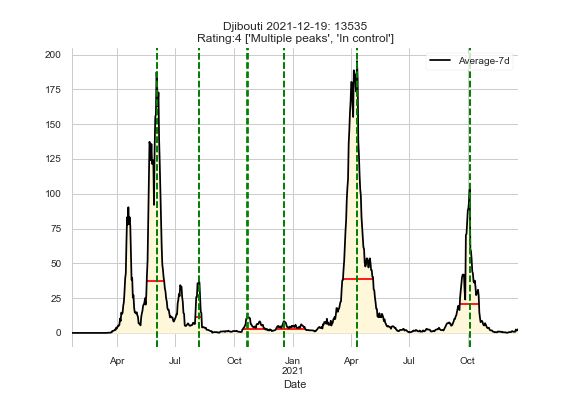 Djibouti 2021-12-19: 13535
Rating:4 ['Multiple peaks', 'In control']
Average-7d
200
175
150
125
100
75
50
25
0
Apr Jul Oct Jan Apr Jul Oct
2021
Date